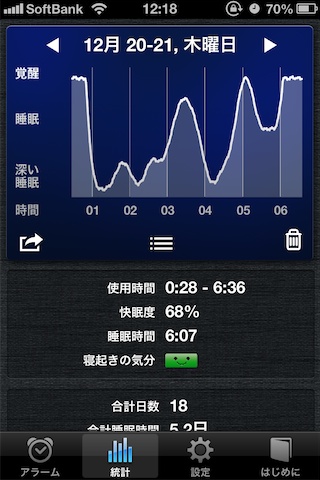 SoftBank 12:18 70%
12月 20-21, 木曜日
覚醒
睡眠
深い
睡眠
時間 01 02 03 04 05 06
使用時間 0:28 - 6:36
快眠度 68%
睡眠時間 6:07
寝起きの気分
合計日数 18
合計睡眠時間 5.2日
アラーム 統計 設定 はじめに